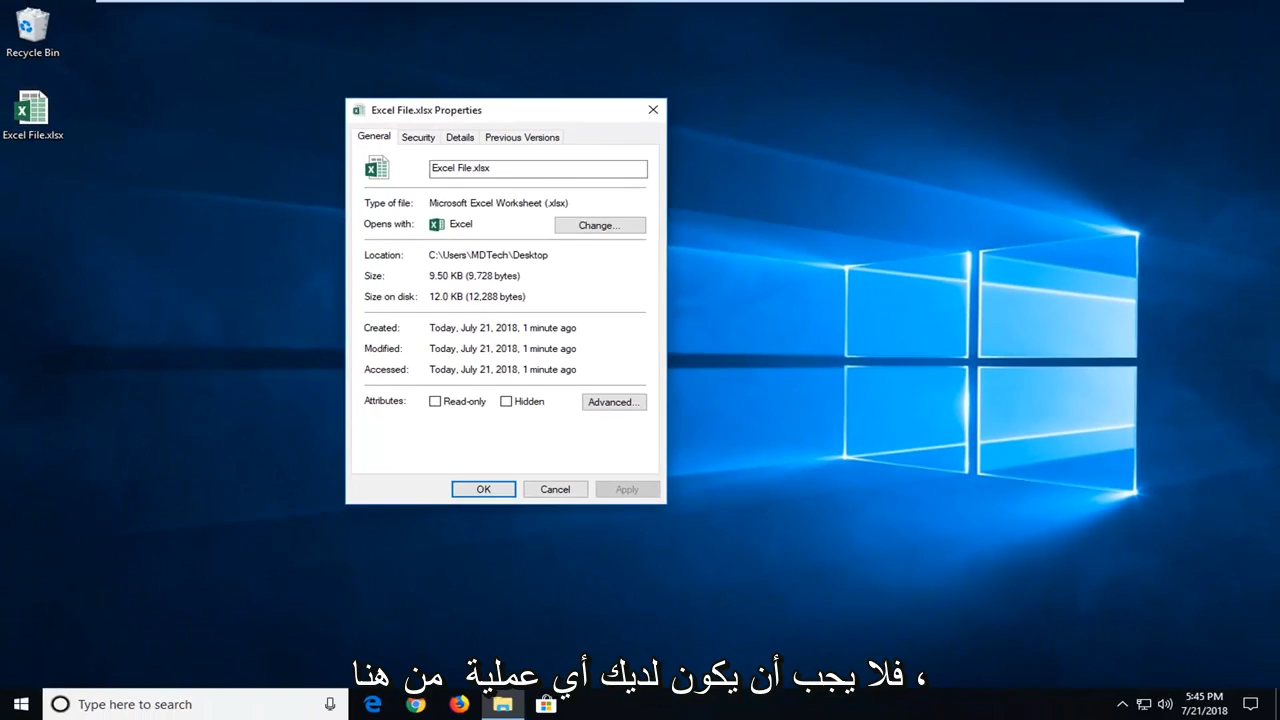 Recycle Bin
Excel File.xlsx
Excel File.xlsx Properties
General Security Details Previous Versions
Excel File.xlsx
Type of file: Microsoft Excel Worksheet (.xlsx)
Opens with: Excel Change...
Location: C:\Users\MDTech\Desktop
Size: 9.50 KB (9,728 bytes)
Size on disk: 12.0 KB (12,288 bytes)
Created: Today, July 21, 2018, 1 minute ago
Modified: Today, July 21, 2018, 1 minute ago
Accessed: Today, July 21, 2018, 1 minute ago
Attributes: Read-only Hidden Advanced...
OK Cancel Apply
، فلا يجب أن يكون لديك أي عملية من هنا
Type here to search
5:45 PM
7/21/2018